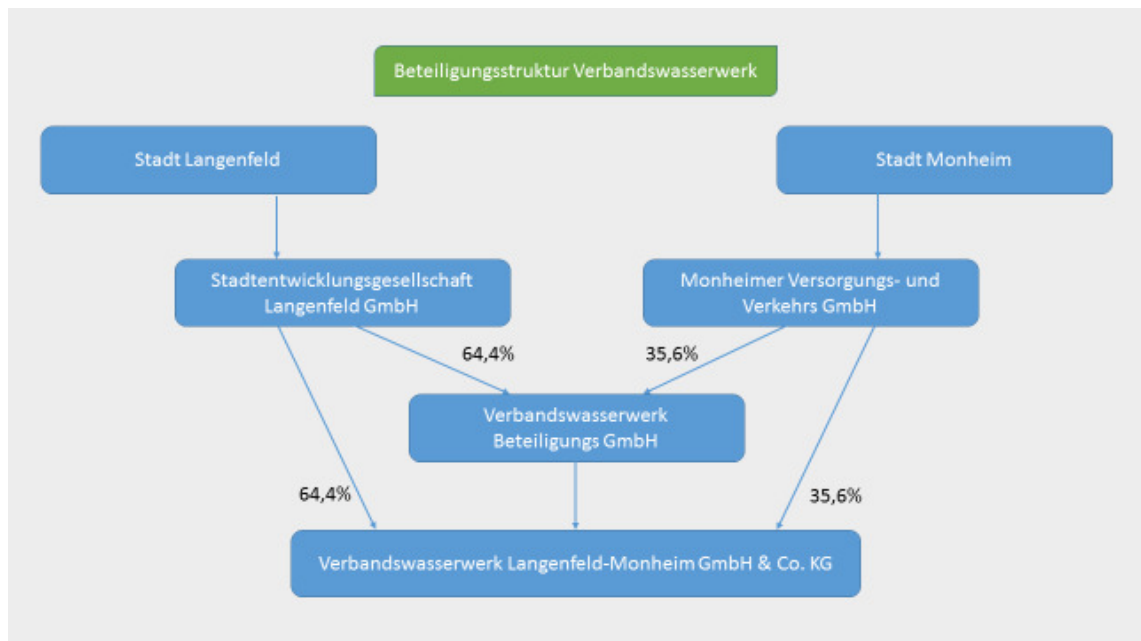 Beteiligungsstruktur Verbandswasserwerk
Stadt Langenfeld
Stadt Monheim
Stadtentwicklungsgesellschaft
Langenfeld GmbH
Monheimer Versorgungs- und
Verkehrs GmbH
64,4%
35,6%
Verbandswasserwerk
Beteiligungs GmbH
64,4%
35,6%
Verbandswasserwerk Langenfeld-Monheim GmbH & Co. KG